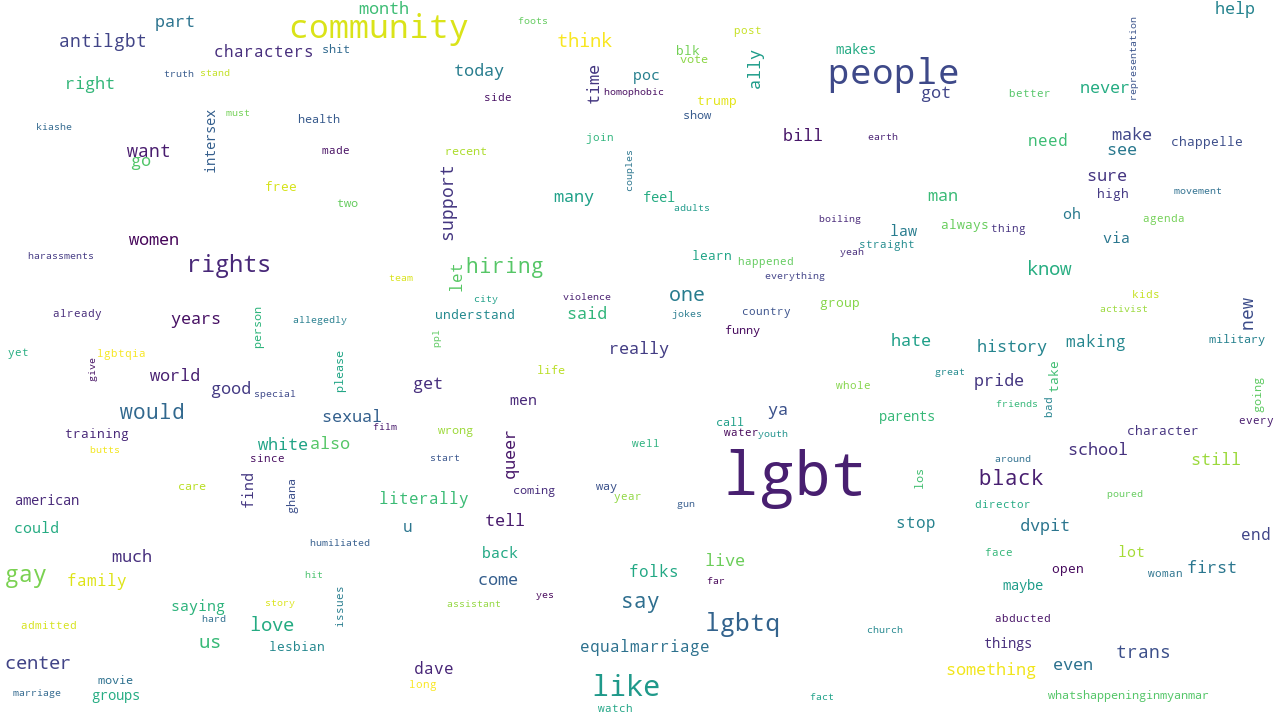 month
help
part
foots
community
post
antilgbt
think
characters
shit
blk
makes
vote
ally
people
representation
truth
stand
today
time
poc
right
homophobic
side
trump
got
better
never
must
show
kiashe
intersex
health
join
bill
earth
need
make
chappelle
want
made
recent
see
go
couples
support
sure
free
many
feel
man
high
movement
two
adults
oh
boiling
always
thing
agenda
women
law
via
harassments
straight
yeah
rights
hiring
learn
happened
know
let
team
everything
one
kids
city
violence
group
new
already
years
person
allegedly
understand
said
jokes
country
activist
funny
yet
lgbtqia
ppl
really
hate
history
making
military
give
world
please
life
great
pride
take
good
special
get
whole
going
would
sexual
men
ya
friends
bad
film
parents
call
every
training
wrong
water
youth
character
butts
white
also
queer
well
school
since
start
lgbt
around
still
care
find
ghana
coming
way
los
black
american
literally
year
gun
director
poured
could
u
tell
stop
dvpit
end
humiliated
much
back
face
lot
gay
family
hit
come
folks
live
far
open
woman
first
maybe
saying
story
issues
assistant
yes
say
hard
admitted
love
lgbtq
church
abducted
us
lesbian
equalmarriage
things
trans
center
dave
something
even
movie
long
like
marriage
groups
fact
whatshappeninginmyanmar
watch